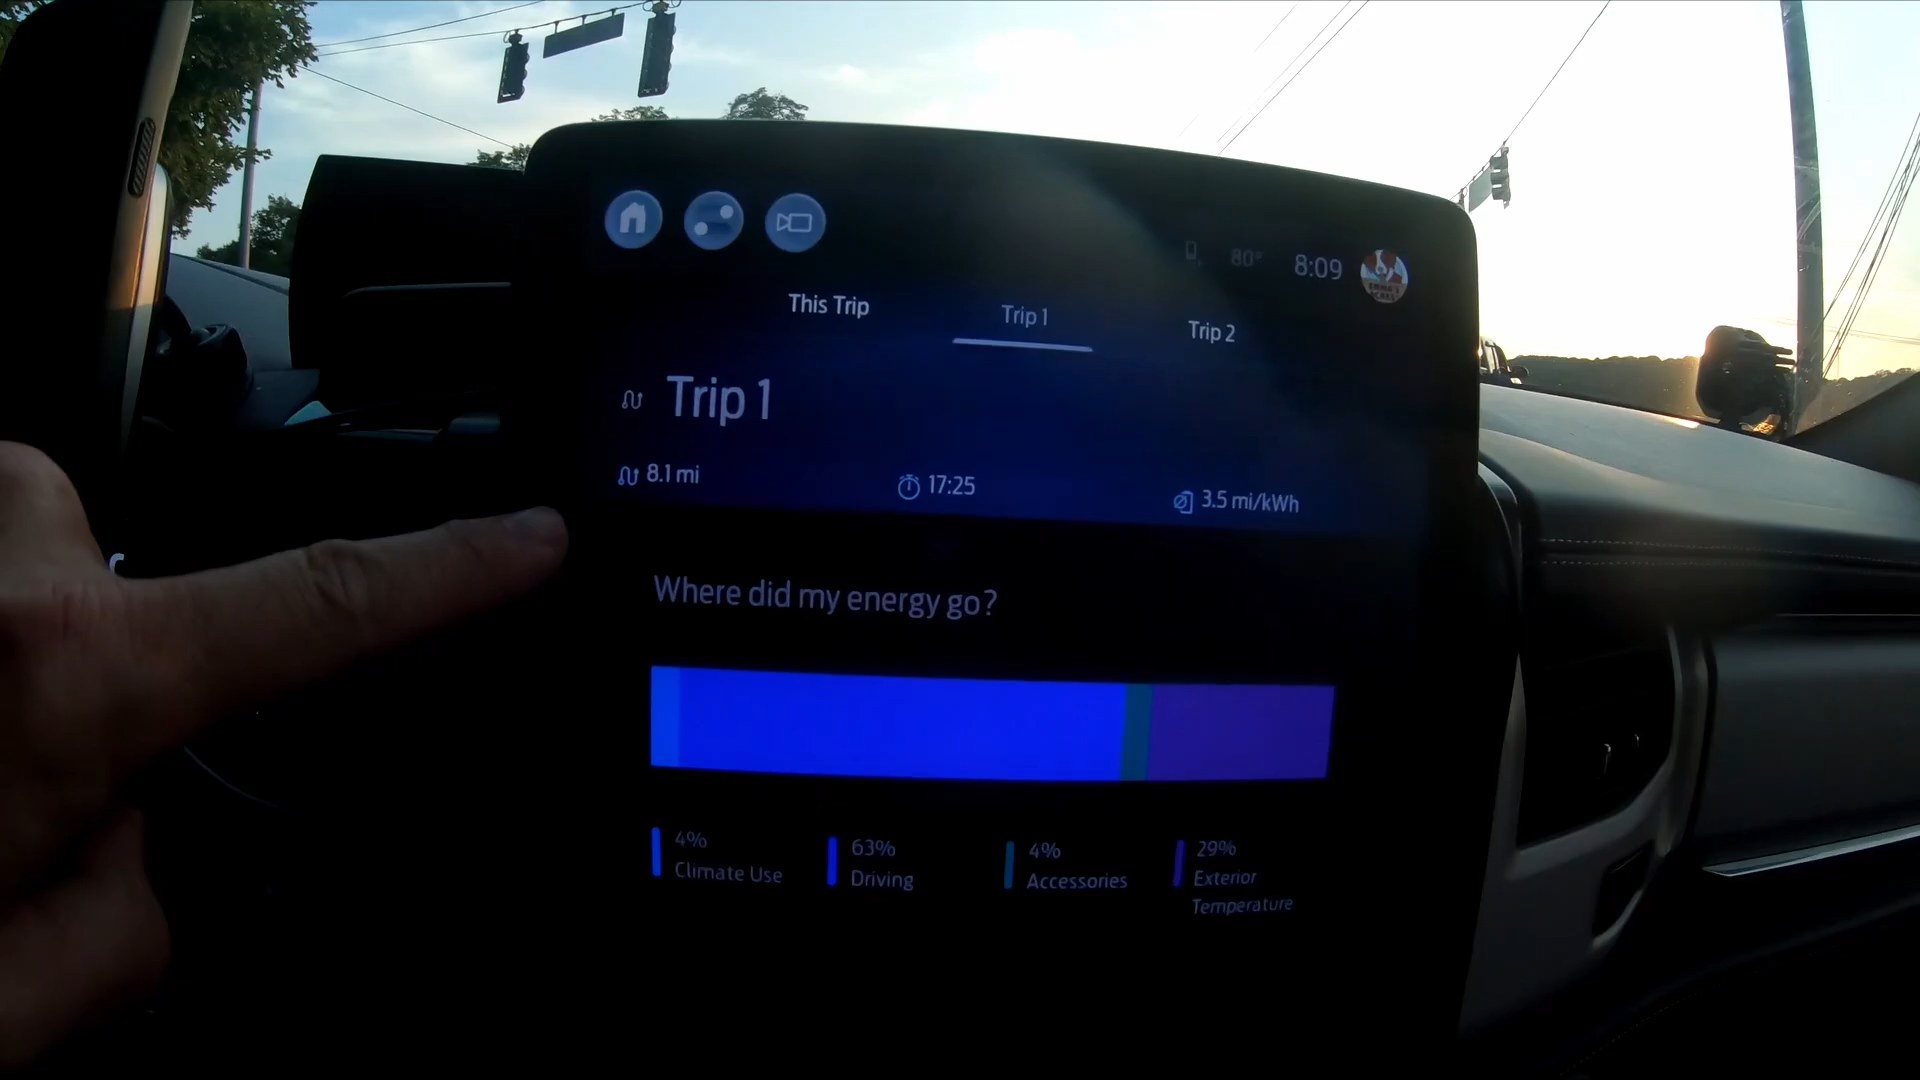 80°
8:09
This Trip
Trip 1
Trip 2
Trip 1
8.1 mi
17:25
3.5 mi/kWh
Where did my energy go?
4%
Climate Use
63%
Driving
4%
Accessories
29%
Exterior
Temperature